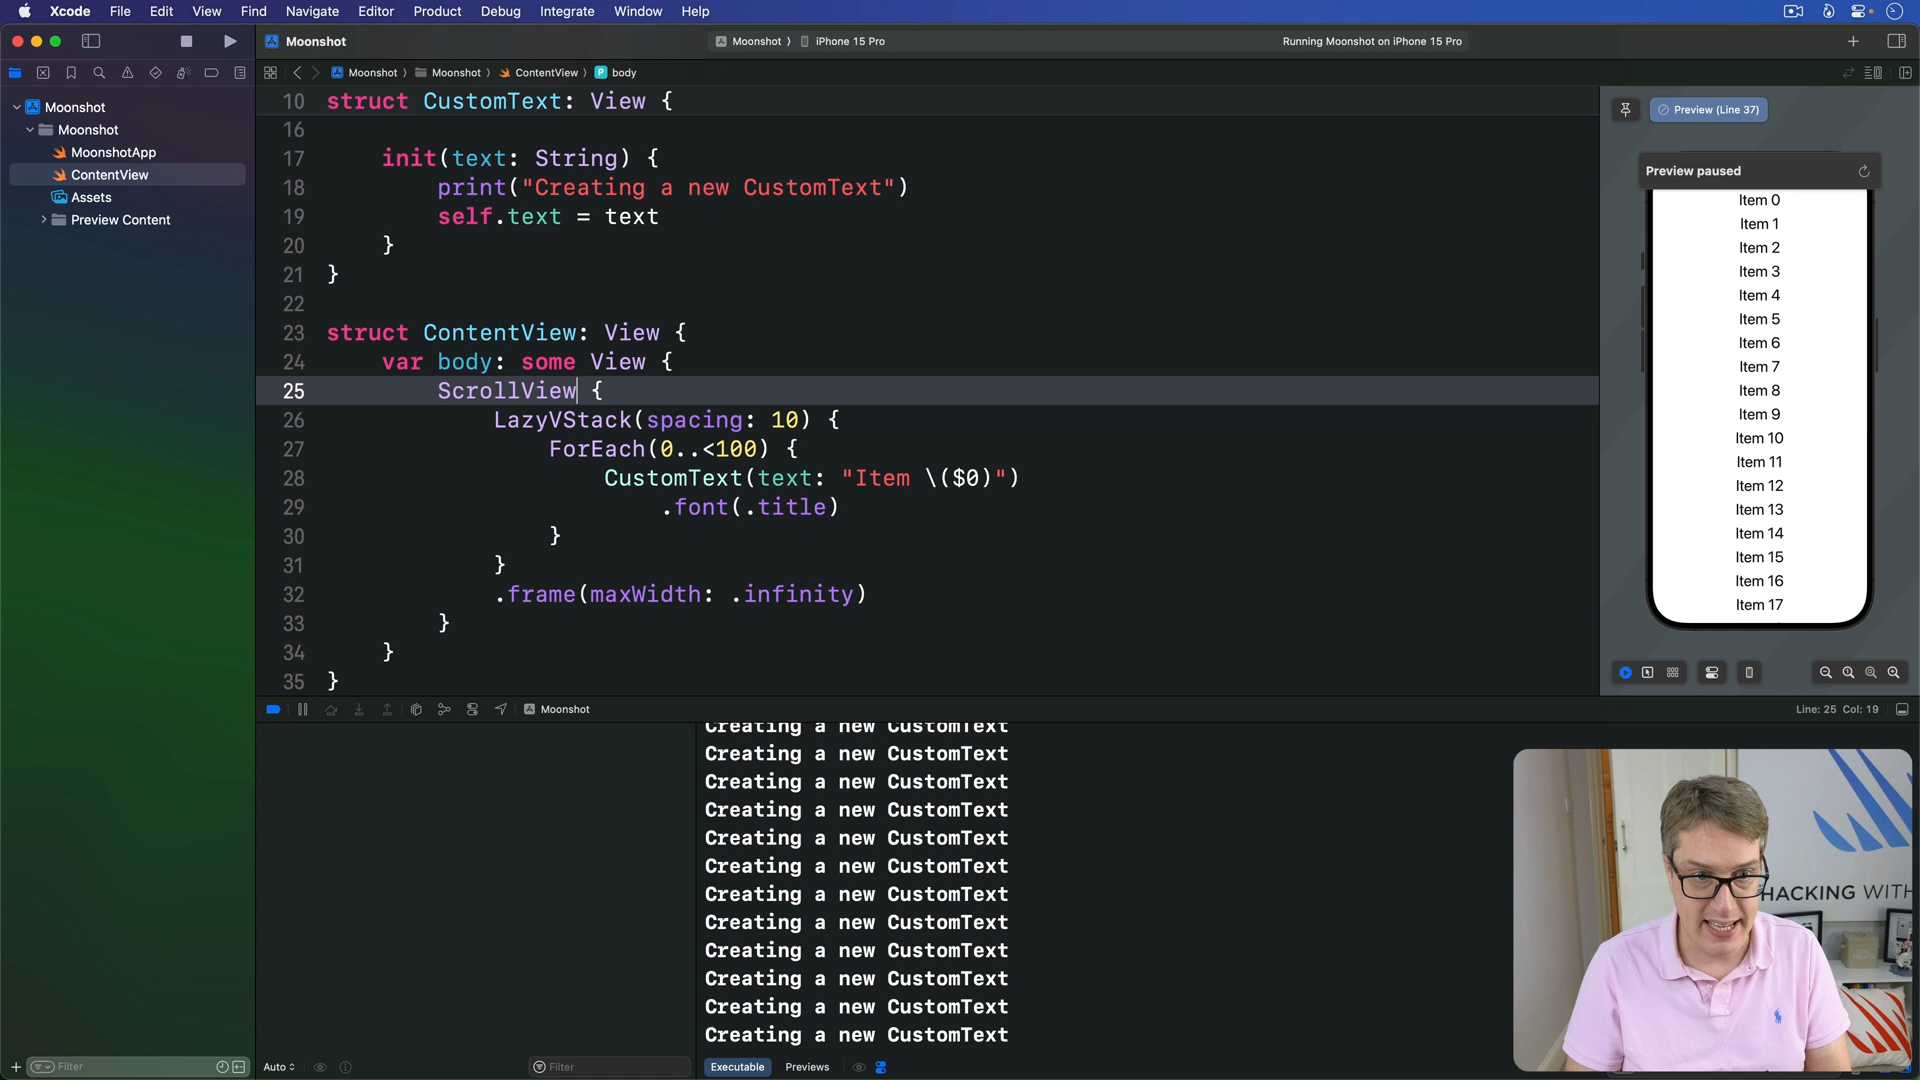 Xcode File Edit View Find Navigate Editor Product Debug Integrate Window Help
Moonshot
Moonshot iPhone 15 Pro
Running Moonshot on iPhone 15 Pro
Moonshot Moonshot ContentView P body
Moonshot
Moonshot
MoonshotApp
ContentView
Assets
Preview Content
10 struct CustomText: View {
16
17 init(text: String) {
18 print("Creating a new CustomText")
19 self.text = text
20 }
21 }
22
23 struct ContentView: View {
24 var body: some View {
25 ScrollView {
26 LazyVStack(spacing: 10) {
27 ForEach(0..<100) {
28 CustomText(text: "Item \($0)")
29 .font(.title)
30 }
31 }
32 .frame(maxWidth: .infinity)
33 }
34 }
35 }
Preview (Line 37)
Preview paused
Item 0
Item 1
Item 2
Item 3
Item 4
Item 5
Item 6
Item 7
Item 8
Item 9
Item 10
Item 11
Item 12
Item 13
Item 14
Item 15
Item 16
Item 17
Moonshot
Line: 25 Col: 19
Creating a new CustomText
Creating a new CustomText
Creating a new CustomText
Creating a new CustomText
Creating a new CustomText
Creating a new CustomText
Creating a new CustomText
Creating a new CustomText
Creating a new CustomText
Creating a new CustomText
Creating a new CustomText
Creating a new CustomText
HACKING WITH
Filter
Auto
Filter
Executable Previews